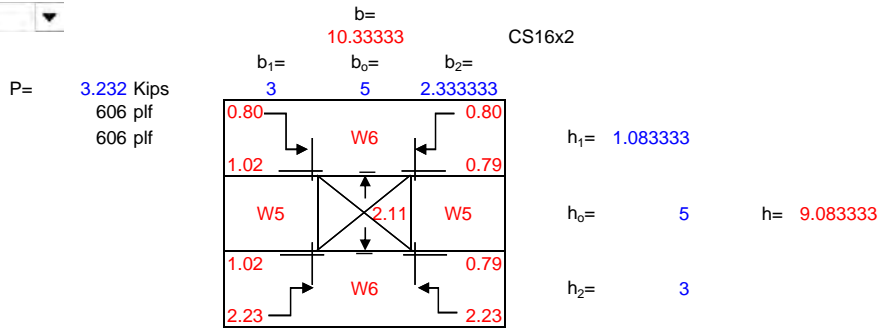 b=
10.33333 CS16x2
b₁= bₒ= b₂=
P= 3.232 Kips 3 5 2.333333
606 plf 0.80 0.80
606 plf W6 h₁= 1.083333
1.02 0.79
W5 2.11 W5 hₒ= 5 h= 9.083333
1.02 0.79
W6 h₂= 3
2.23 2.23